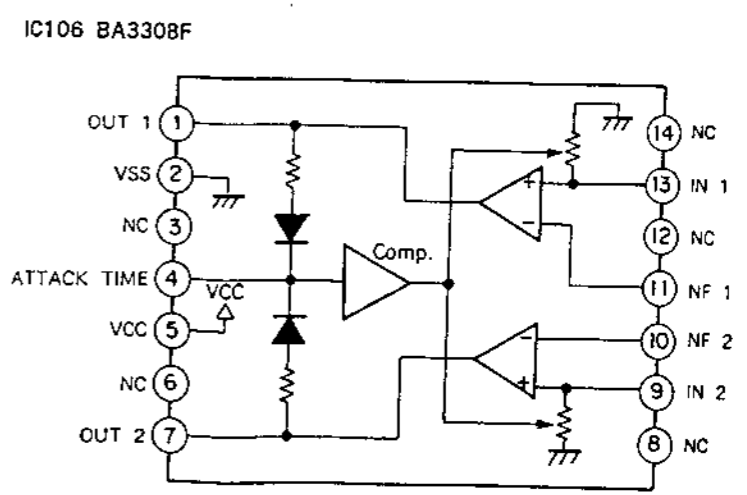 IC106 BA3308F
OUT 1 1
VSS 2
NC 3
ATTACK TIME 4
VCC
VCC 5
NC 6
OUT 2 7
Comp.
+
-
-
+
14 NC
13 IN 1
12 NC
11 NF 1
10 NF 2
9 IN 2
8 NC